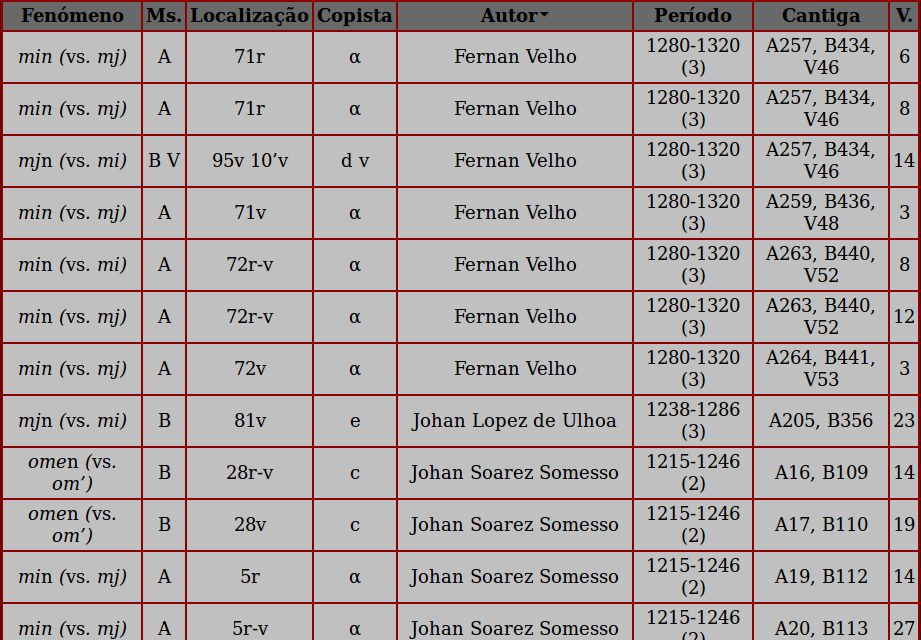 Fenómeno Ms. Localização Copista Autor Período Cantiga V.
min (vs. mj) A 71r α Fernan Velho 1280-1320 (3) A257, B434, V46 6
min (vs. mj) A 71r α Fernan Velho 1280-1320 (3) A257, B434, V46 8
mjn (vs. mi) B V 95v 10’v d v Fernan Velho 1280-1320 (3) A257, B434, V46 14
min (vs. mj) A 71v α Fernan Velho 1280-1320 (3) A259, B436, V48 3
min (vs. mi) A 72r-v α Fernan Velho 1280-1320 (3) A263, B440, V52 8
min (vs. mj) A 72r-v α Fernan Velho 1280-1320 (3) A263, B440, V52 12
min (vs. mj) A 72v α Fernan Velho 1280-1320 (3) A264, B441, V53 3
mjn (vs. mi) B 81v e Johan Lopez de Ulhoa 1238-1286 (3) A205, B356 23
omen (vs. om’) B 28r-v c Johan Soarez Somesso 1215-1246 (2) A16, B109 14
omen (vs. om’) B 28v c Johan Soarez Somesso 1215-1246 (2) A17, B110 19
min (vs. mj) A 5r α Johan Soarez Somesso 1215-1246 (2) A19, B112 14
min (vs. mj) A 5r-v α Johan Soarez Somesso 1215-1246 (2) A20, B113 27